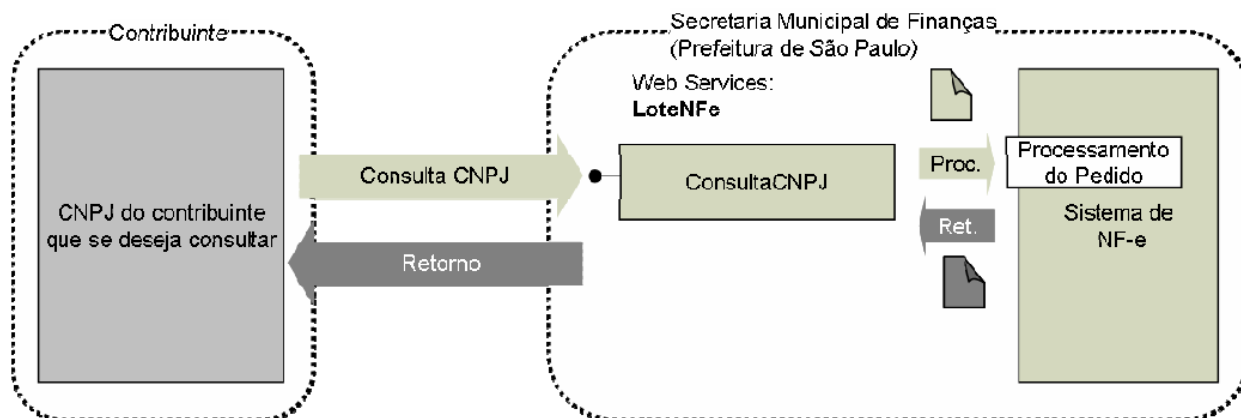 Contribuinte
Secretaria Municipal de Finanças
(Prefeitura de São Paulo)
Web Services:
LoteNFe
CNPJ do contribuinte
que se deseja consultar
Consulta CNPJ
Retorno
ConsultaCNPJ
Proc.
Ret.
Processamento
do Pedido
Sistema de
NF-e